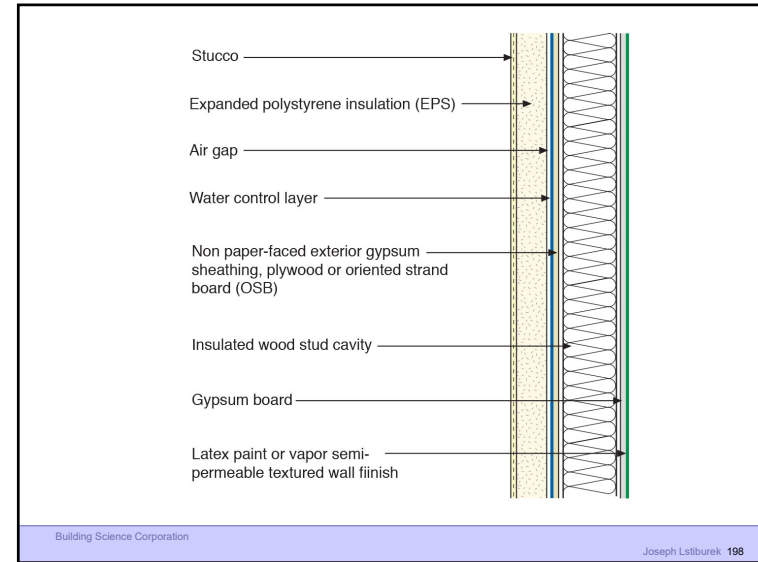 Stucco
Expanded polystyrene insulation (EPS)
Air gap
Water control layer
Non paper-faced exterior gypsum
sheathing, plywood or oriented strand
board (OSB)
Insulated wood stud cavity
Gypsum board
Latex paint or vapor semi-
permeable textured wall fiinish
Building Science Corporation
Joseph Lstiburek 198